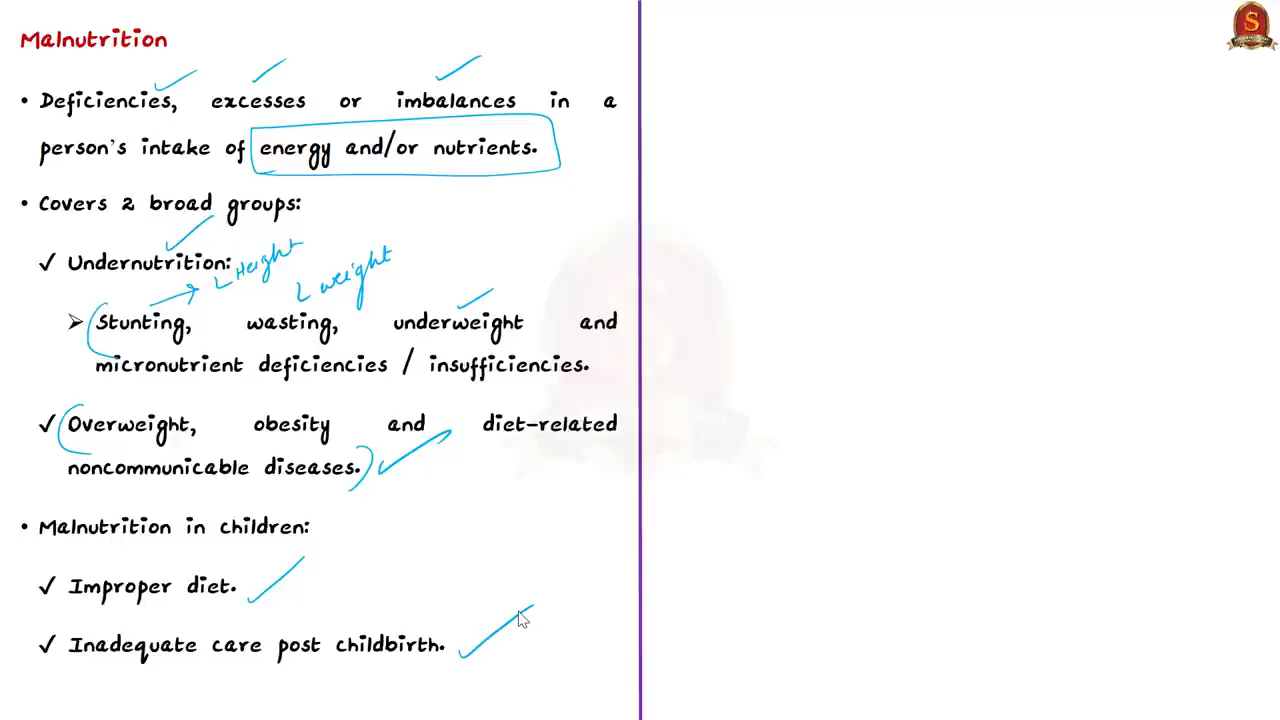 Malnutrition
• Deficiencies, excesses or imbalances in a
person's intake of energy and/or nutrients.
• Covers 2 broad groups:
✓ Undernutrition:
L Height
L weight
➢ Stunting, wasting, underweight and
micronutrient deficiencies / insufficiencies.
✓ Overweight, obesity and diet-related
noncommunicable diseases.
• Malnutrition in children:
✓ Improper diet.
✓ Inadequate care post childbirth.
S